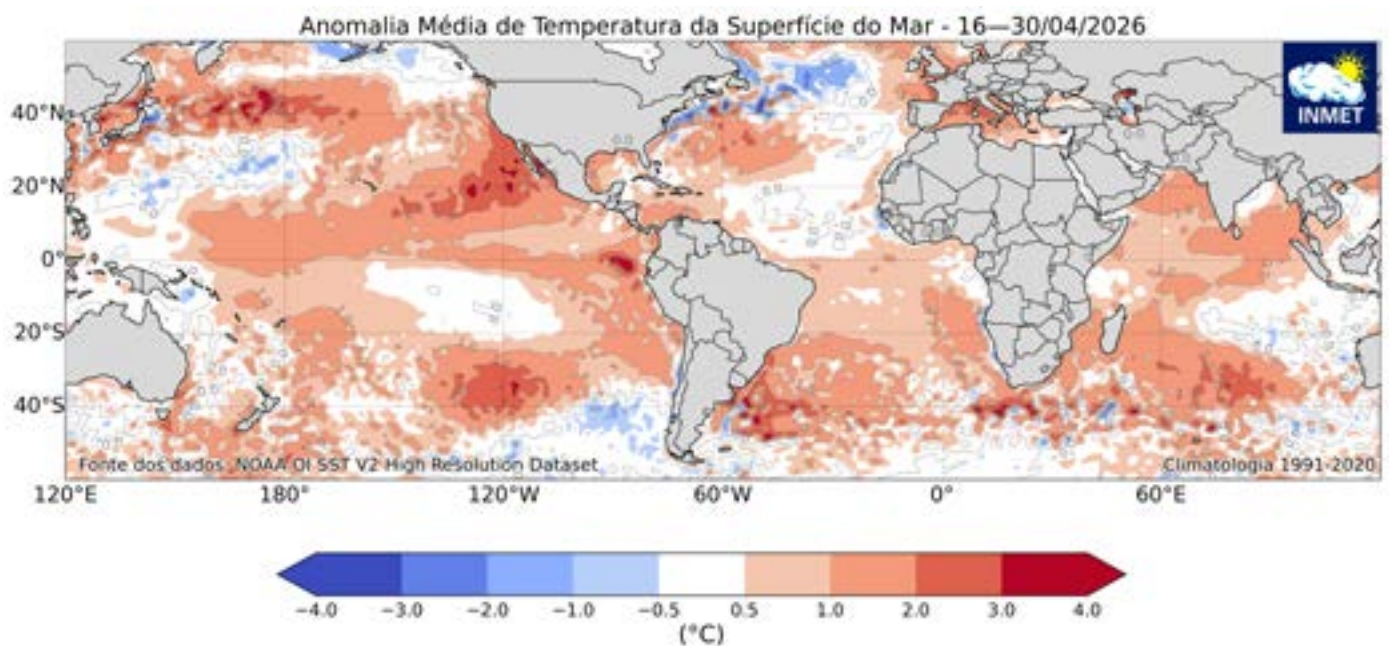 Anomalia Média de Temperatura da Superfície do Mar - 16—30/04/2026
INMET
40°N
20°N
0°
20°S
40°S
Fonte dos dados: NOAA OI SST V2 High Resolution Dataset
Climatologia 1991-2020
120°E 180° 120°W 60°W 0° 60°E
−4.0 −3.0 −2.0 −1.0 −0.5 0.5 1.0 2.0 3.0 4.0
(°C)